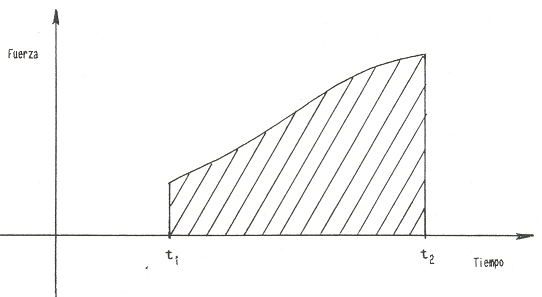 Fuerza
t₁
t₂
Tiempo